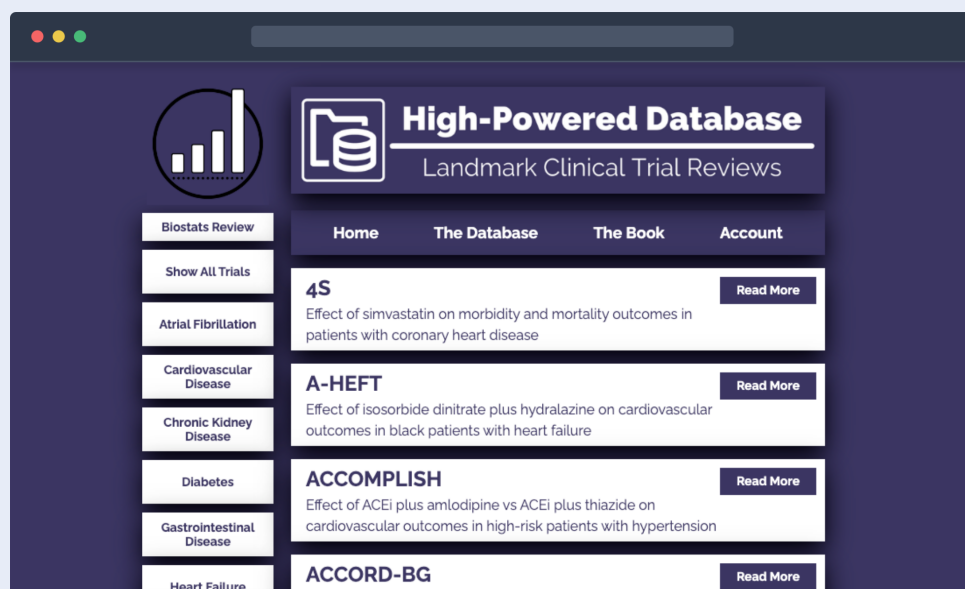 High-Powered Database
Landmark Clinical Trial Reviews
Home The Database The Book Account
Biostats Review
Show All Trials
Atrial Fibrillation
Cardiovascular
Disease
Chronic Kidney
Disease
Diabetes
Gastrointestinal
Disease
Heart Failure
4S
Read More
Effect of simvastatin on morbidity and mortality outcomes in
patients with coronary heart disease
A-HEFT
Read More
Effect of isosorbide dinitrate plus hydralazine on cardiovascular
outcomes in black patients with heart failure
ACCOMPLISH
Read More
Effect of ACEi plus amlodipine vs ACEi plus thiazide on
cardiovascular outcomes in high-risk patients with hypertension
ACCORD-BG
Read More